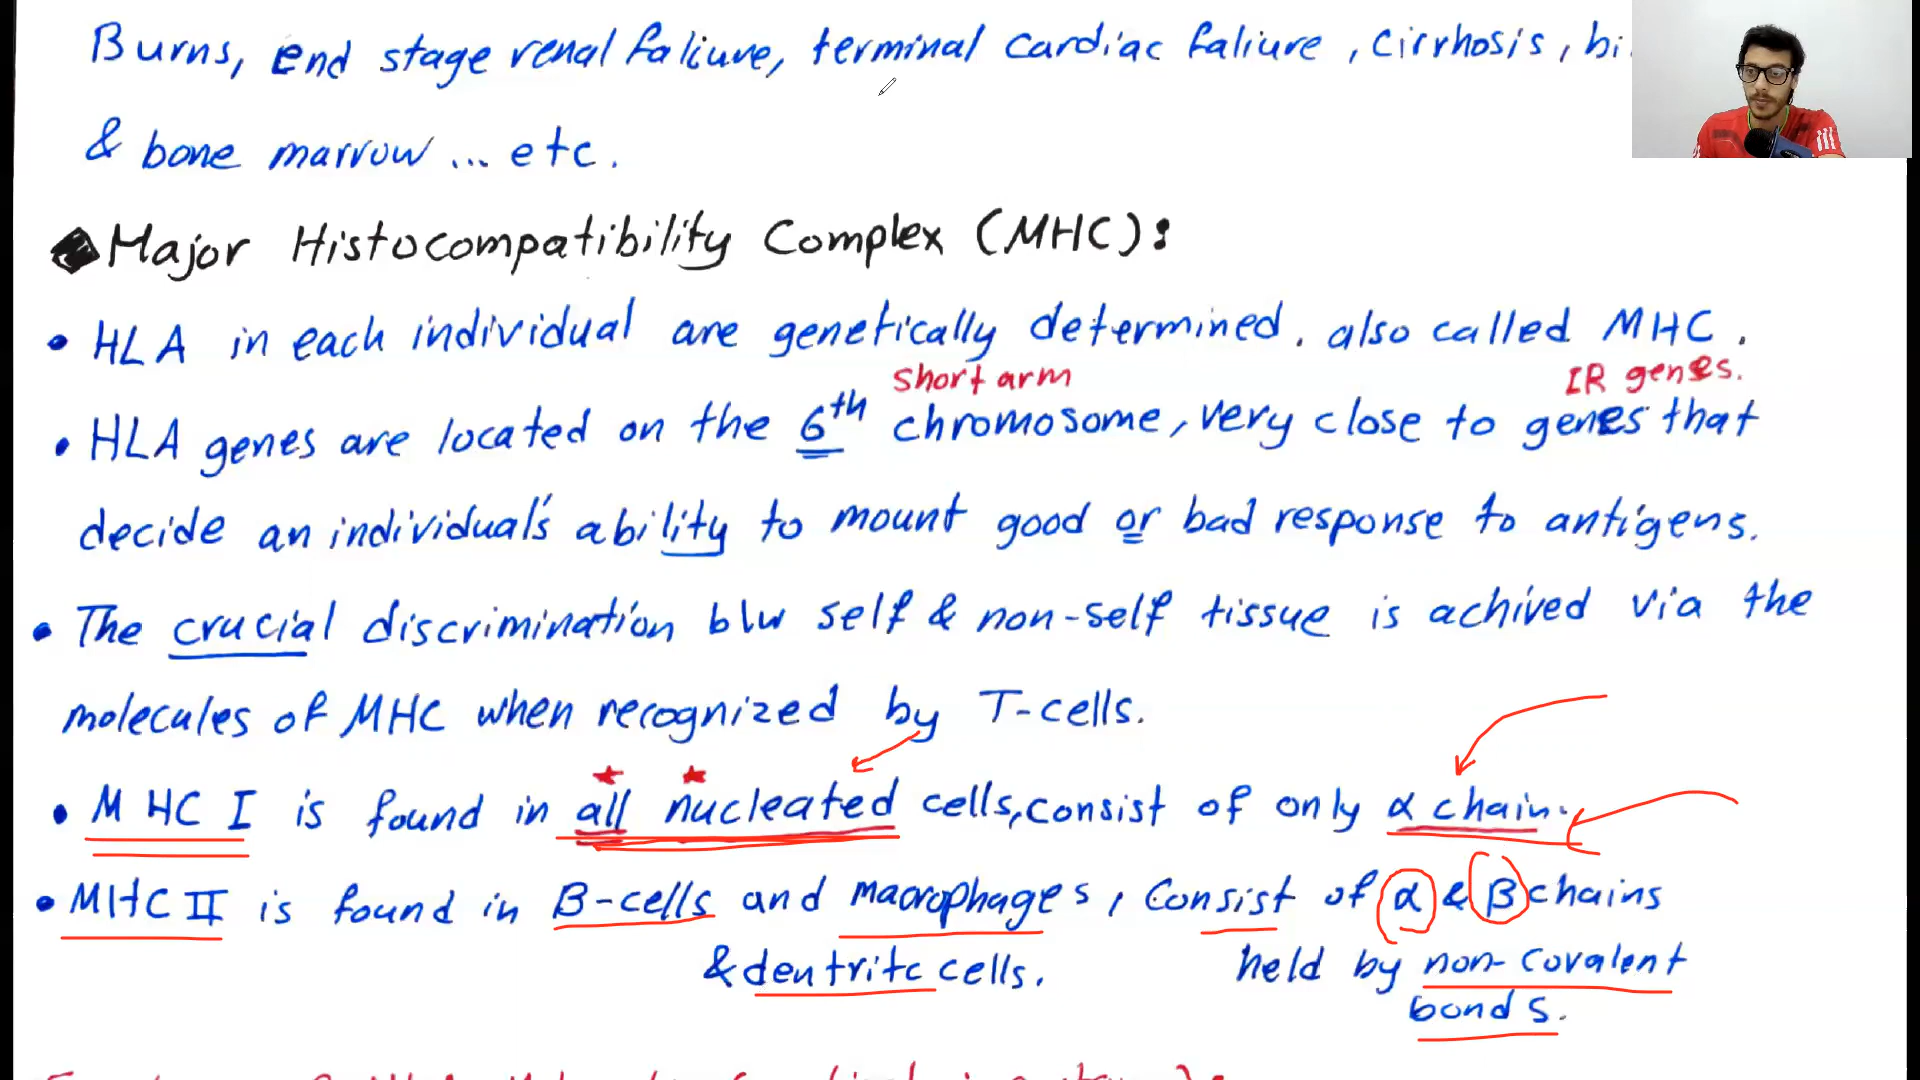 Burns, end stage renal faliure, terminal cardiac faliure, cirrhosis,
& bone marrow ... etc.
Major Histocompatibility Complex (MHC):
• HLA in each individual are genetically determined. also called MHC.
short arm IR genes.
• HLA genes are located on the 6th chromosome, very close to genes that
decide an individual's ability to mount good or bad response to antigens.
• The crucial discrimination b/w self & non-self tissue is achived via the
molecules of MHC when recognized by T-cells.
• MHC I is found in all nucleated cells, consist of only α chain.
• MHC II is found in B-cells and macrophages, consist of α & β chains
& dentritc cells. held by non-covalent
bonds.